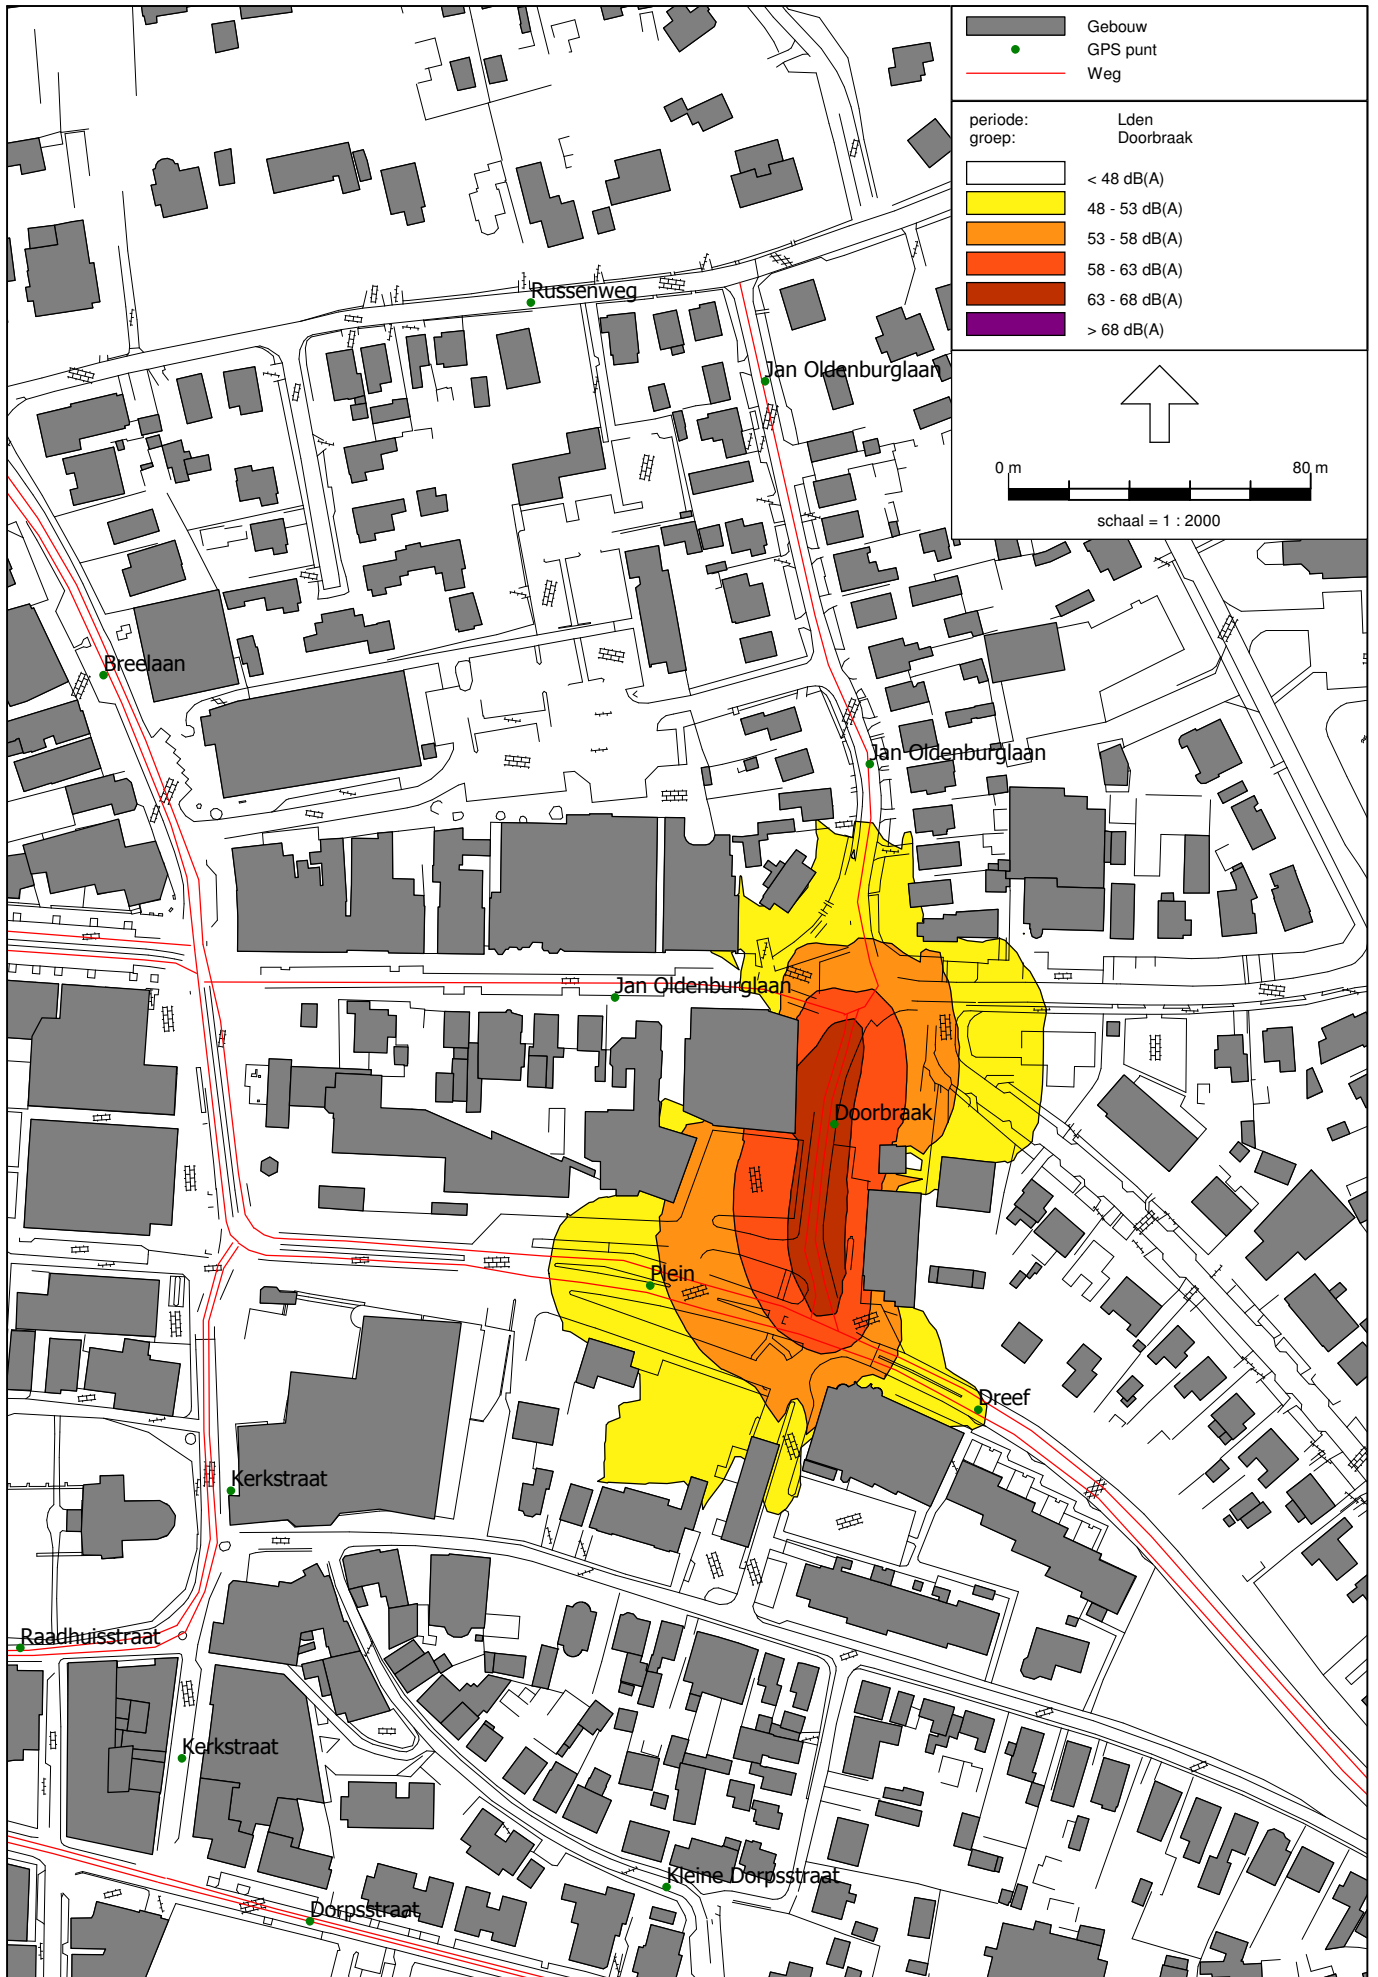 Gebouw
GPS punt
Weg
periode: Lden
groep: Doorbraak
< 48 dB(A)
48 - 53 dB(A)
53 - 58 dB(A)
58 - 63 dB(A)
63 - 68 dB(A)
> 68 dB(A)
0 m 80 m
schaal = 1 : 2000
Russenweg
Jan Oldenburglaan
Breelaan
Jan Oldenburglaan
Jan Oldenburglaan
Doorbraak
Plein
Dreef
Kerkstraat
Raadhuisstraat
Kerkstraat
Kleine Dorpsstraat
Dorpsstraat